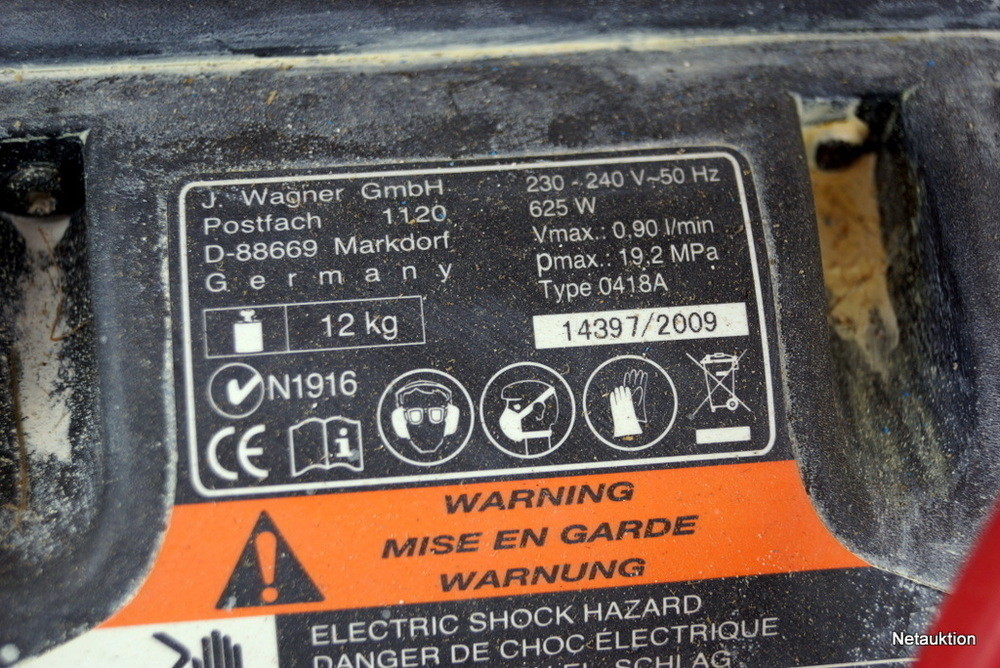 J. Wagner GmbH
Postfach 1120
D-88669 Markdorf
Germany
230 - 240 V~50 Hz
625 W
Vmax.: 0,90 l/min
pmax.: 19,2 MPa
Type 0418A
12 kg
14397/2009
N1916
CE
i
WARNING
MISE EN GARDE
WARNUNG
ELECTRIC SHOCK HAZARD
DANGER DE CHOC ÉLECTRIQUE
SCHLAG
Netauktion